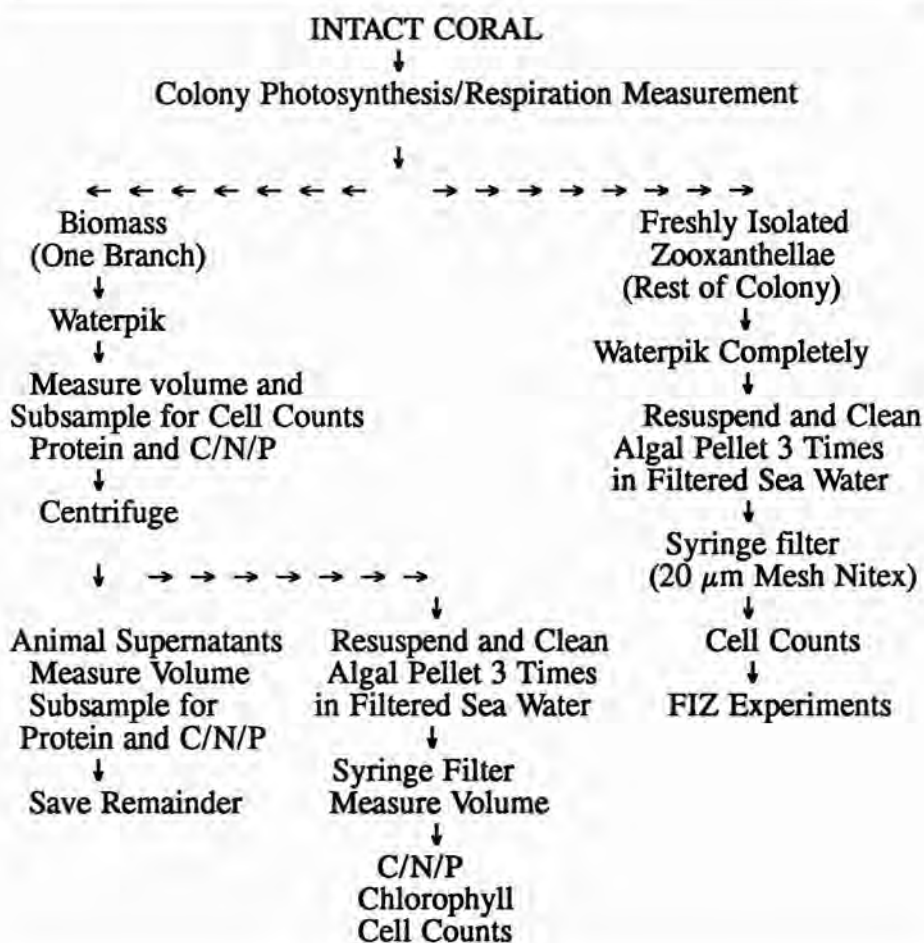 INTACT CORAL
↓
Colony Photosynthesis/Respiration Measurement
↓
← ← ← ← ← ← ← → → → → → → → →
Biomass
(One Branch)
↓
Waterpik
↓
Measure volume and
Subsample for Cell Counts
Protein and C/N/P
↓
Centrifuge
↓ → → → → → → →
↓
Animal Supernatants
Measure Volume
Subsample for
Protein and C/N/P
↓
Save Remainder
Resuspend and Clean
Algal Pellet 3 Times
in Filtered Sea Water
↓
Syringe Filter
Measure Volume
↓
C/N/P
Chlorophyll
Cell Counts
Freshly Isolated
Zooxanthellae
(Rest of Colony)
↓
Waterpik Completely
↓
Resuspend and Clean
Algal Pellet 3 Times
in Filtered Sea Water
↓
Syringe filter
(20 μm Mesh Nitex)
↓
Cell Counts
↓
FIZ Experiments